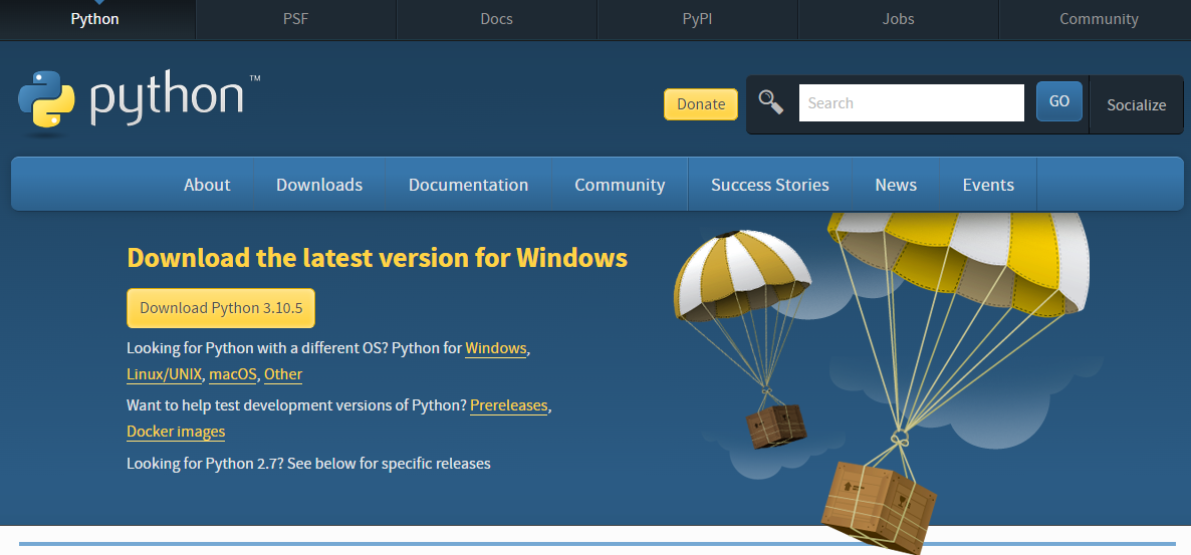 Python PSF Docs PyPI Jobs Community
python™
Donate Search GO Socialize
About Downloads Documentation Community Success Stories News Events
Download the latest version for Windows
Download Python 3.10.5
Looking for Python with a different OS? Python for Windows,
Linux/UNIX, macOS, Other
Want to help test development versions of Python? Prereleases,
Docker images
Looking for Python 2.7? See below for specific releases